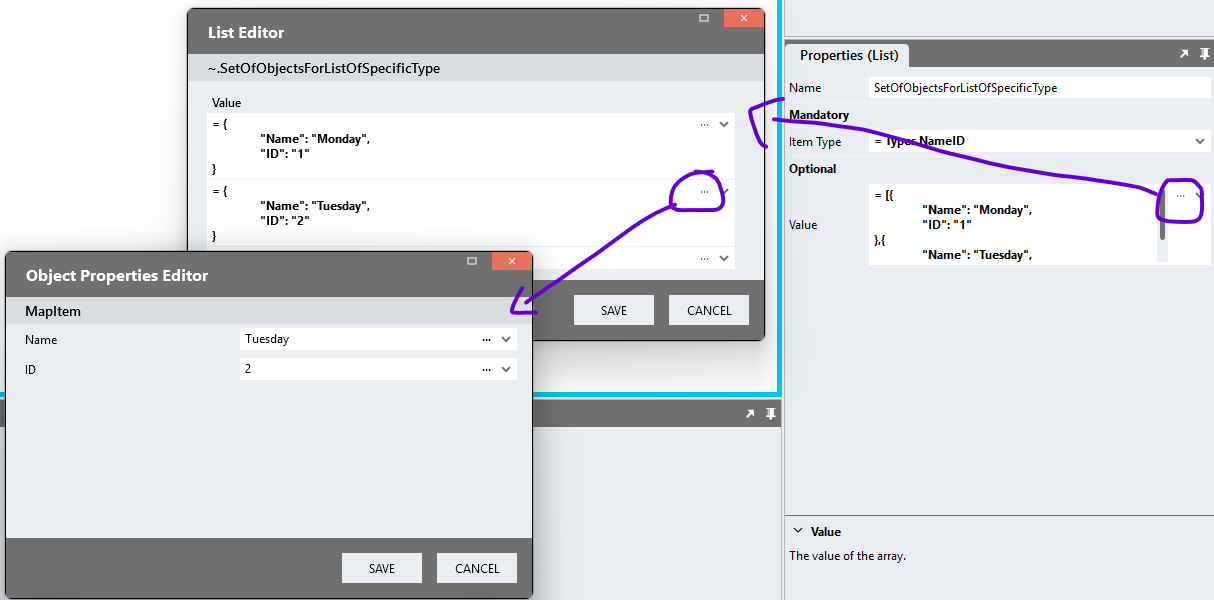 List Editor
~.SetOfObjectsForListOfSpecificType
Value
= {
"Name": "Monday",
"ID": "1"
}
= {
"Name": "Tuesday",
"ID": "2"
}
SAVE
CANCEL
Object Properties Editor
MapItem
Name
Tuesday
ID
2
SAVE
CANCEL
Properties (List)
Name
SetOfObjectsForListOfSpecificType
Mandatory
Item Type
= Types.NameID
Optional
Value
= [{
"Name": "Monday",
"ID": "1"
},{
"Name": "Tuesday",
Value
The value of the array.